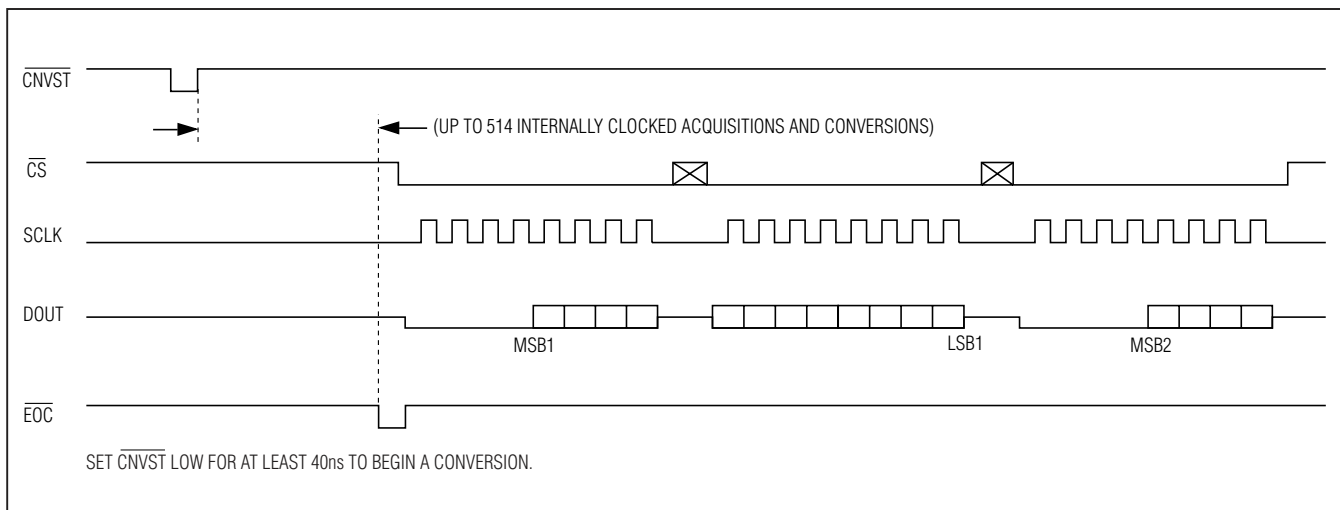 CNVST
(UP TO 514 INTERNALLY CLOCKED ACQUISITIONS AND CONVERSIONS)
CS
SCLK
DOUT
MSB1
LSB1
MSB2
EOC
SET CNVST LOW FOR AT LEAST 40ns TO BEGIN A CONVERSION.